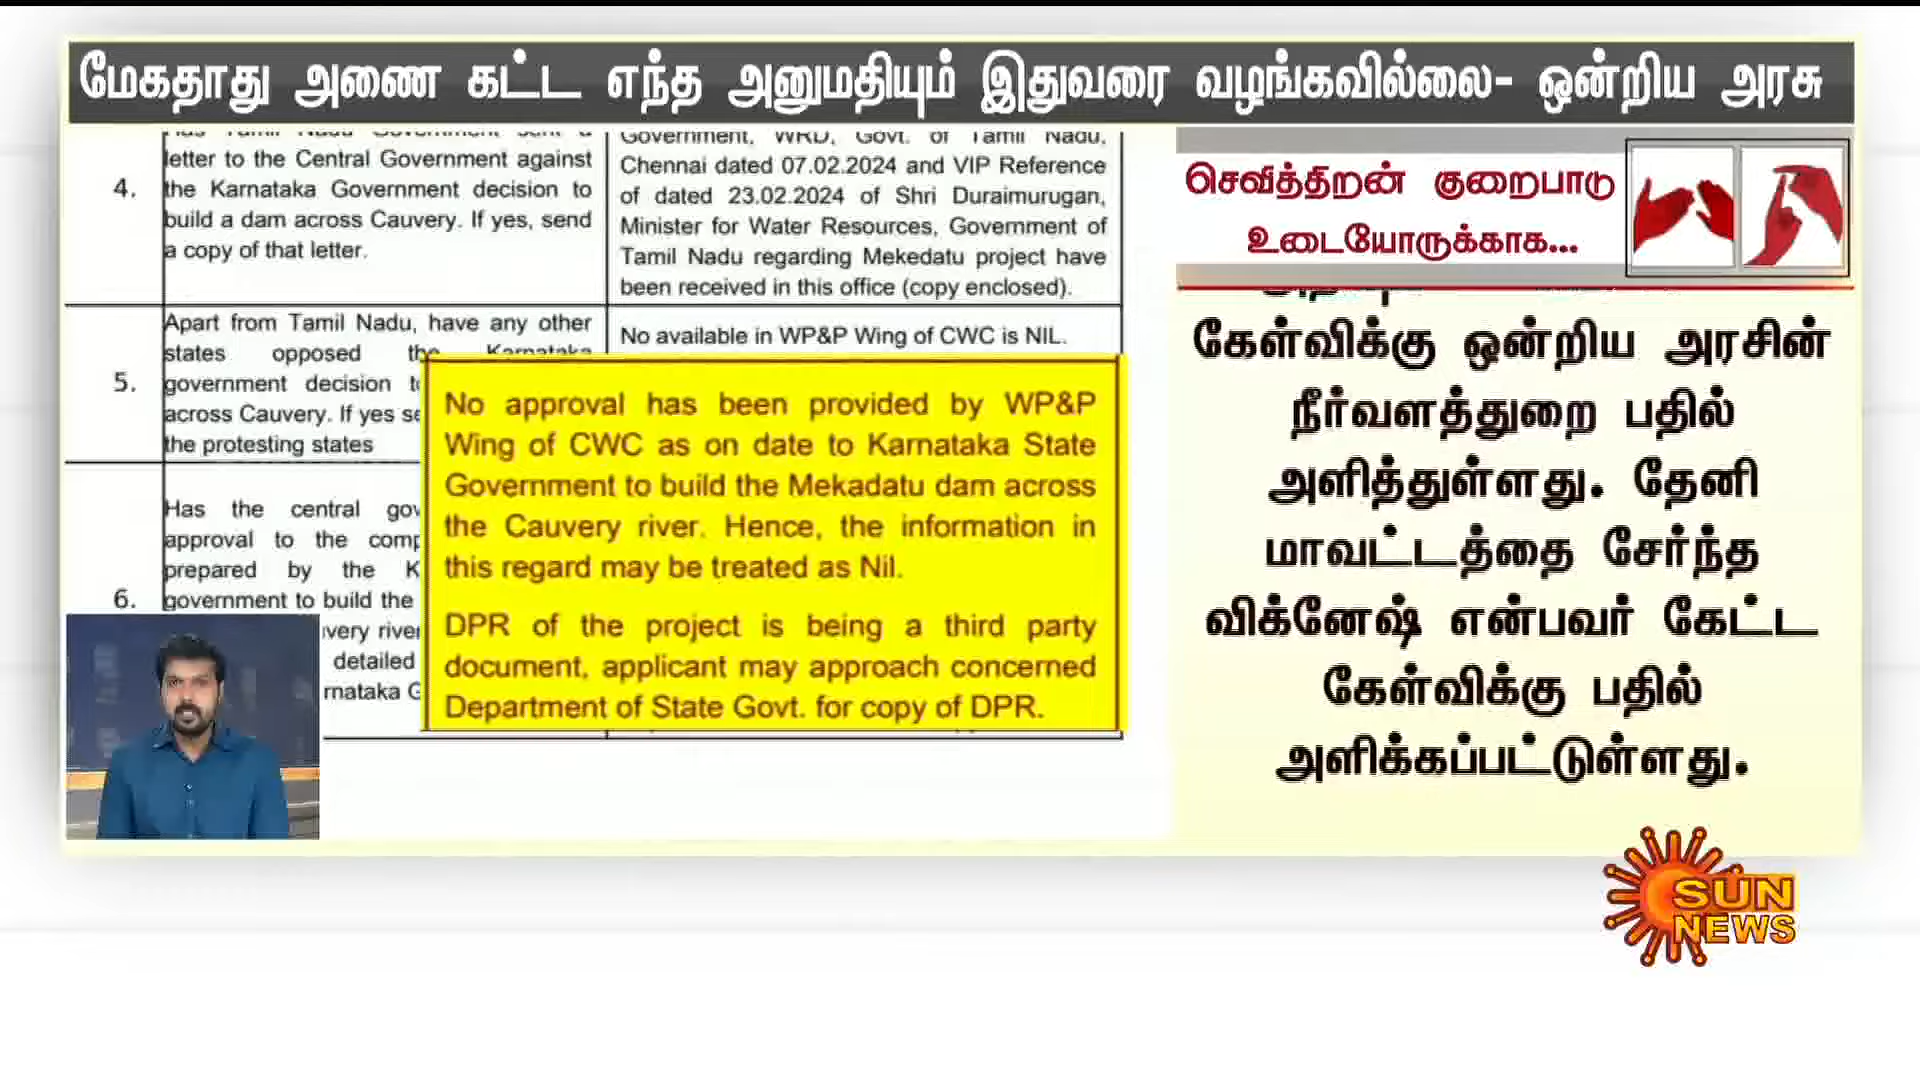 மேகதாது அணை கட்ட எந்த அனுமதியும் இதுவரை வழங்கவில்லை- ஒன்றிய அரசு
4.
letter to the Central Government against
the Karnataka Government decision to
build a dam across Cauvery. If yes, send
a copy of that letter.
Government, WRD, Govt. of Tamil Nadu,
Chennai dated 07.02.2024 and VIP Reference
of dated 23.02.2024 of Shri Duraimurugan,
Minister for Water Resources, Government of
Tamil Nadu regarding Mekedatu project have
been received in this office (copy enclosed).
5.
Apart from Tamil Nadu, have any other
states opposed the Karnataka
government decision
across Cauvery. If yes
the protesting states
No available in WP&P Wing of CWC is NIL.
6.
Has the central
approval to the
prepared by the
government to build the
detailed
No approval has been provided by WP&P
Wing of CWC as on date to Karnataka State
Government to build the Mekadatu dam across
the Cauvery river. Hence, the information in
this regard may be treated as Nil.
DPR of the project is being a third party
document, applicant may approach concerned
Department of State Govt. for copy of DPR.
செவித்திறன் குறைபாடு
உடையோருக்காக...
கேள்விக்கு ஒன்றிய அரசின்
நீர்வளத்துறை பதில்
அளித்துள்ளது. தேனி
மாவட்டத்தை சேர்ந்த
விக்னேஷ் என்பவர் கேட்ட
கேள்விக்கு பதில்
அளிக்கப்பட்டுள்ளது.
SUN
NEWS